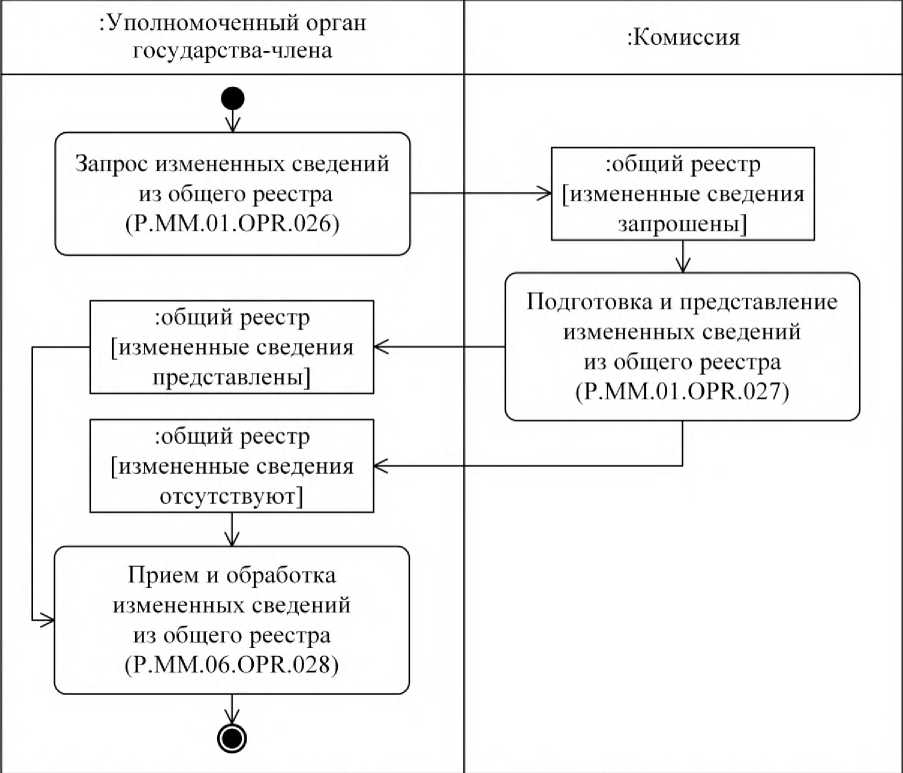 :Уполномоченный орган
государства-члена
:Комиссия
Запрос измененных сведений
из общего реестра
(P.MM.01.OPR.026)
:общий реестр
[измененные сведения
запрошены]
Подготовка и представление
измененных сведений
из общего реестра
(P.MM.01.OPR.027)
:общий реестр
[измененные сведения
представлены]
:общий реестр
[измененные сведения
отсутствуют]
Прием и обработка
измененных сведений
из общего реестра
(P.MM.06.OPR.028)